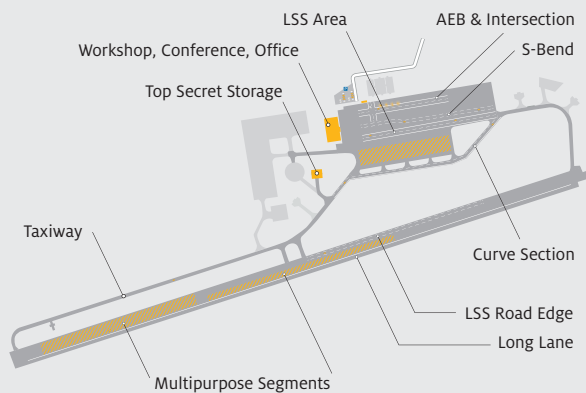 LSS Area
AEB & Intersection
Workshop, Conference, Office
S-Bend
Top Secret Storage
Taxiway
Curve Section
LSS Road Edge
Long Lane
Multipurpose Segments